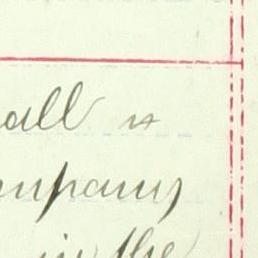 all is
ompany
in the